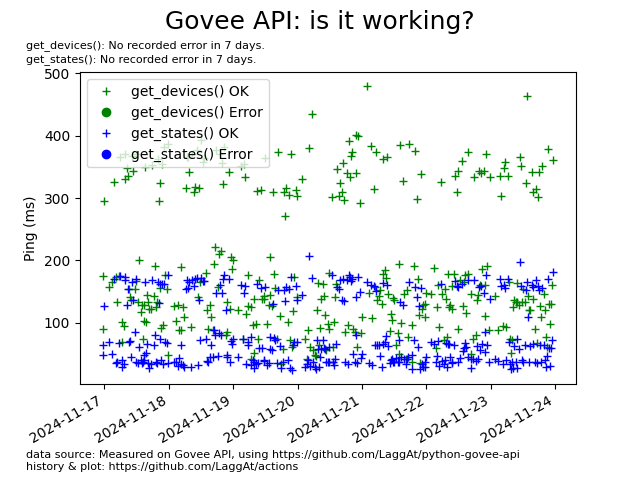 Govee API: is it working?
get_devices(): No recorded error in 7 days.
get_states(): No recorded error in 7 days.
500
400
300
200
100
Ping (ms)
get_devices() OK
get_devices() Error
get_states() OK
get_states() Error
2024-11-17
2024-11-18
2024-11-19
2024-11-20
2024-11-21
2024-11-22
2024-11-23
2024-11-24
data source: Measured on Govee API, using https://github.com/LaggAt/python-govee-api
history & plot: https://github.com/LaggAt/actions